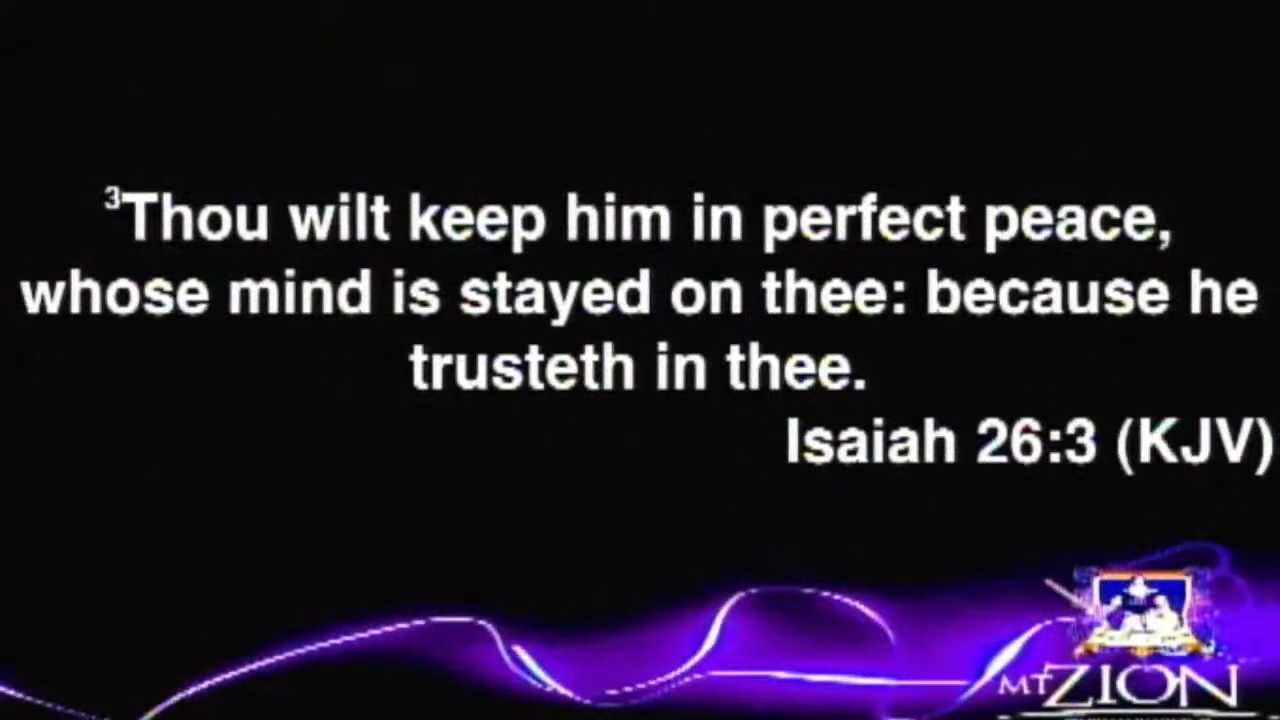 ³Thou wilt keep him in perfect peace,
whose mind is stayed on thee: because he
trusteth in thee.
Isaiah 26:3 (KJV)
MT ZION